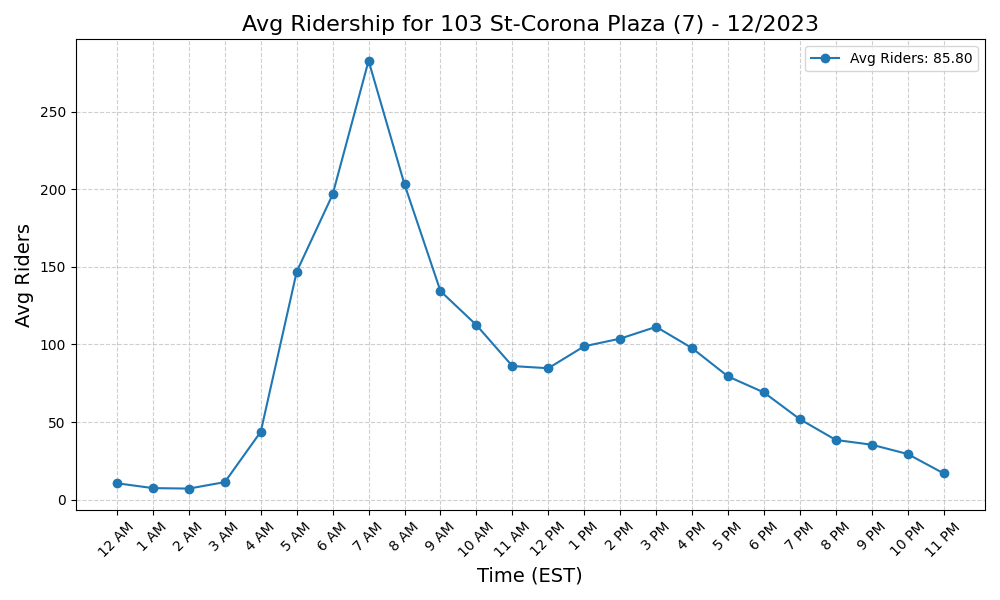 Avg Ridership for 103 St-Corona Plaza (7) - 12/2023
Avg Riders: 85.80
Avg Riders
250
200
150
100
50
0
12 AM
1 AM
2 AM
3 AM
4 AM
5 AM
6 AM
7 AM
8 AM
9 AM
10 AM
11 AM
12 PM
1 PM
2 PM
3 PM
4 PM
5 PM
6 PM
7 PM
8 PM
9 PM
10 PM
11 PM
Time (EST)